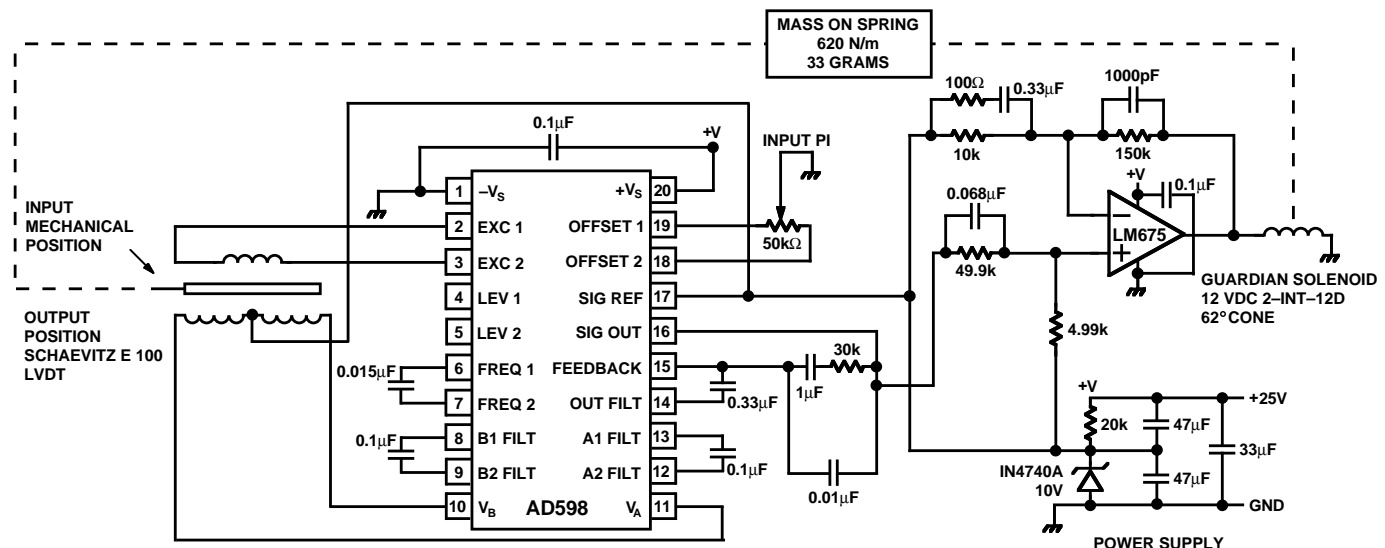 MASS ON SPRING
620 N/m
33 GRAMS
100Ω
0.33µF
1000pF
10k
150k
0.1µF
+V
INPUT PI
50kΩ
1
–VS
+VS
20
2
EXC 1
OFFSET 1
19
3
EXC 2
OFFSET 2
18
4
LEV 1
SIG REF
17
5
LEV 2
SIG OUT
16
6
FREQ 1
FEEDBACK
15
7
FREQ 2
OUT FILT
14
8
B1 FILT
A1 FILT
13
9
B2 FILT
A2 FILT
12
10
VB
AD598
VA
11
INPUT
MECHANICAL
POSITION
OUTPUT
POSITION
SCHAEVITZ E 100
LVDT
0.015µF
0.1µF
0.33µF
0.1µF
1µF
30k
0.01µF
0.068µF
49.9k
+V
0.1µF
LM675
–
+
GUARDIAN SOLENOID
12 VDC 2–INT–12D
62°CONE
4.99k
+V
+25V
20k
47µF
33µF
IN4740A
10V
47µF
GND
POWER SUPPLY